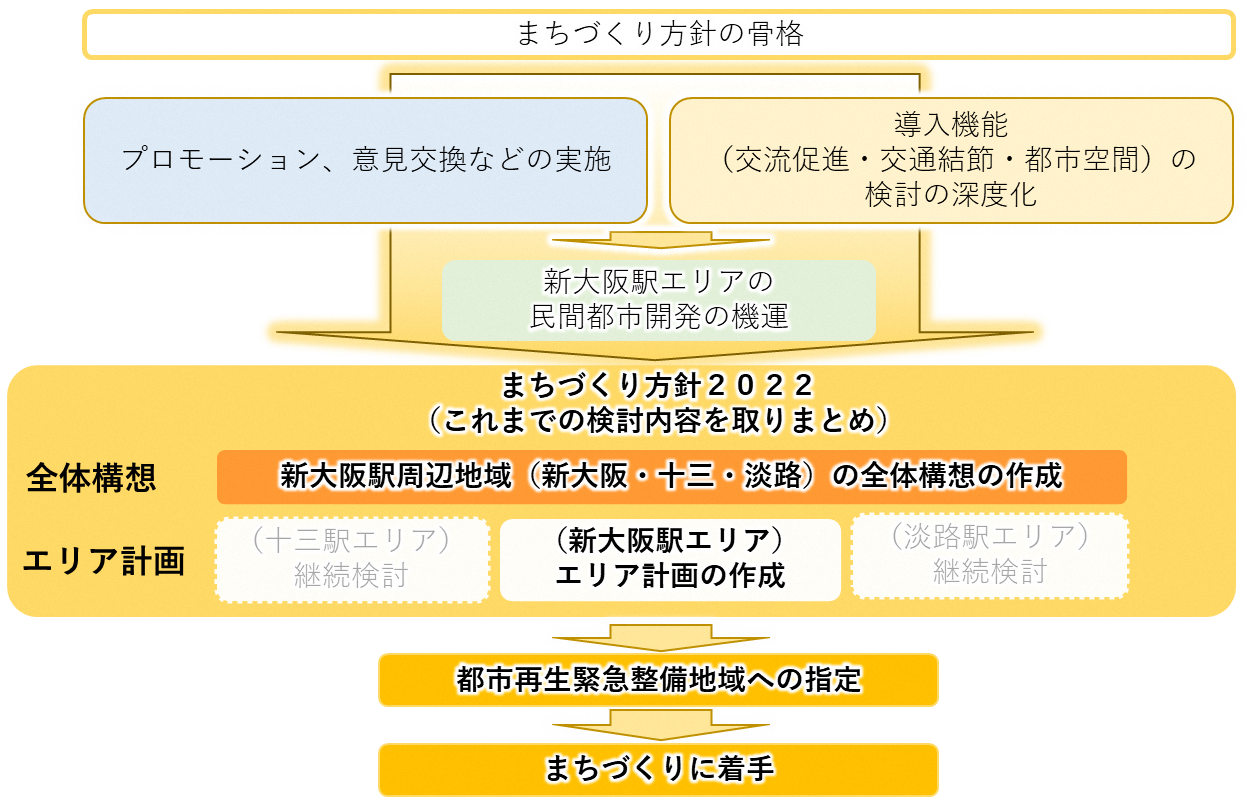 まちづくり方針の骨格
プロモーション、意見交換などの実施
導入機能
（交流促進・交通結節・都市空間）の
検討の深度化
新大阪駅エリアの
民間都市開発の機運
まちづくり方針２０２２
（これまでの検討内容を取りまとめ）
全体構想
新大阪駅周辺地域（新大阪・十三・淡路）の全体構想の作成
エリア計画
（十三駅エリア）
継続検討
（新大阪駅エリア）
エリア計画の作成
（淡路駅エリア）
継続検討
都市再生緊急整備地域への指定
まちづくりに着手